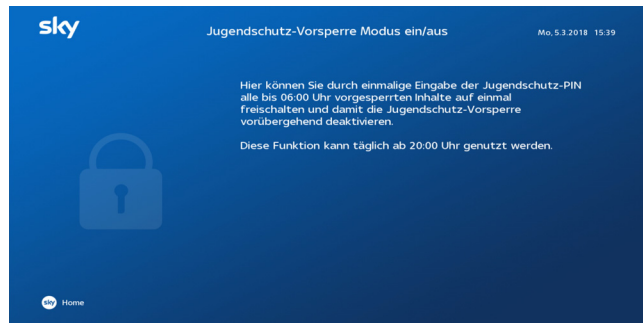 sky
Jugendschutz-Vorsperre Modus ein/aus
Mo, 5.3.2018 15:39
Hier können Sie durch einmalige Eingabe der Jugendschutz-PIN
alle bis 06:00 Uhr vorgesperrten Inhalte auf einmal
freischalten und damit die Jugendschutz-Vorsperre
vorübergehend deaktivieren.
Diese Funktion kann täglich ab 20:00 Uhr genutzt werden.
sky Home